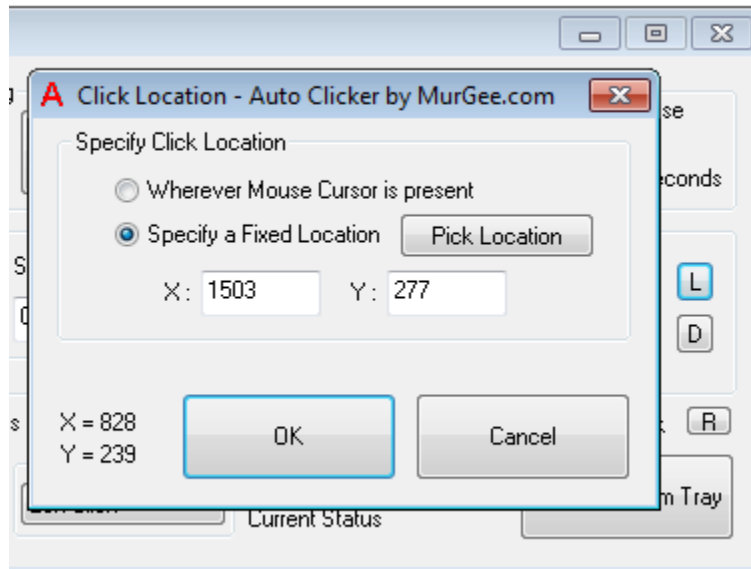 A Click Location - Auto Clicker by MurGee.com
se
Specify Click Location
Wherever Mouse Cursor is present
conds
Specify a Fixed Location Pick Location
S
X: 1503 Y: 277
L
D
X = 828
Y = 239
OK Cancel
s
R
m Tray
Current Status